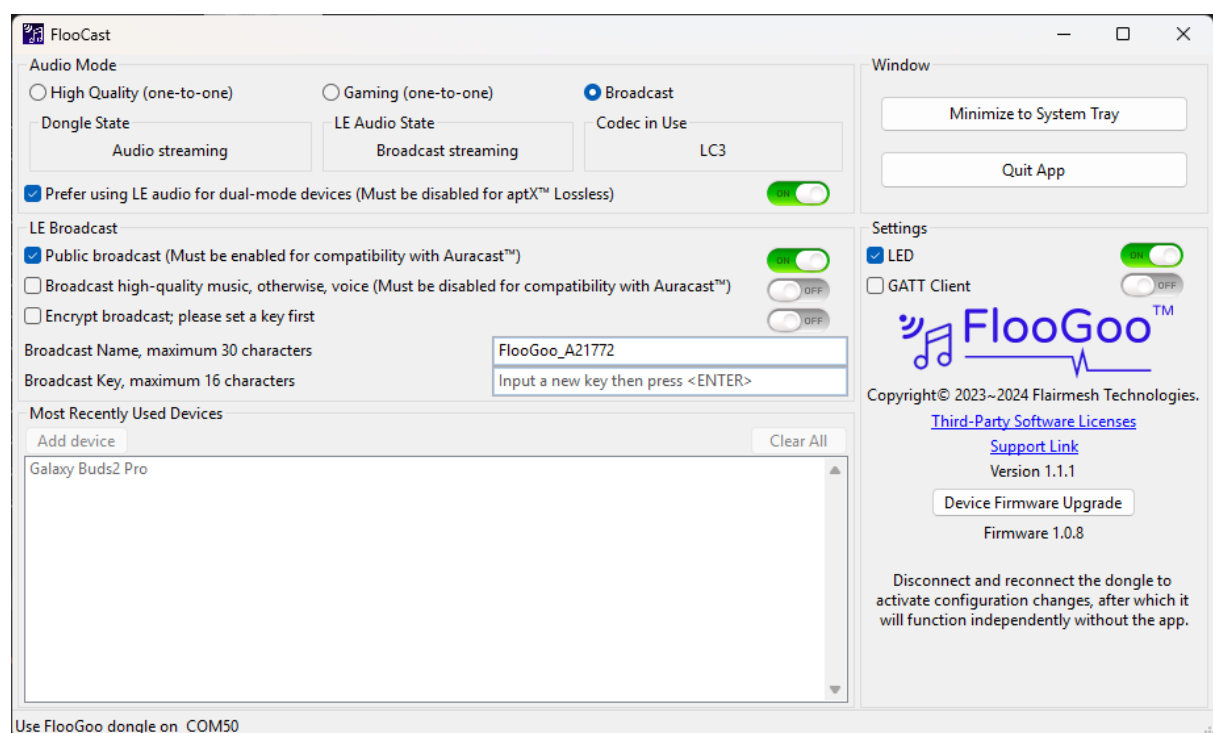 FlooCast
Audio Mode
High Quality (one-to-one)
Gaming (one-to-one)
Broadcast
Dongle State
Audio streaming
LE Audio State
Broadcast streaming
Codec in Use
LC3
Prefer using LE audio for dual-mode devices (Must be disabled for aptX™ Lossless)
ON
LE Broadcast
Public broadcast (Must be enabled for compatibility with Auracast™)
ON
Broadcast high-quality music, otherwise, voice (Must be disabled for compatibility with Auracast™)
OFF
Encrypt broadcast; please set a key first
OFF
Broadcast Name, maximum 30 characters
FlooGoo_A21772
Broadcast Key, maximum 16 characters
Input a new key then press <ENTER>
Most Recently Used Devices
Add device
Clear All
Galaxy Buds2 Pro
Window
Minimize to System Tray
Quit App
Settings
LED
ON
GATT Client
OFF
FlooGoo™
Copyright© 2023~2024 Flairmesh Technologies.
Third-Party Software Licenses
Support Link
Version 1.1.1
Device Firmware Upgrade
Firmware 1.0.8
Disconnect and reconnect the dongle to
activate configuration changes, after which it
will function independently without the app.
Use FlooGoo dongle on  COM50